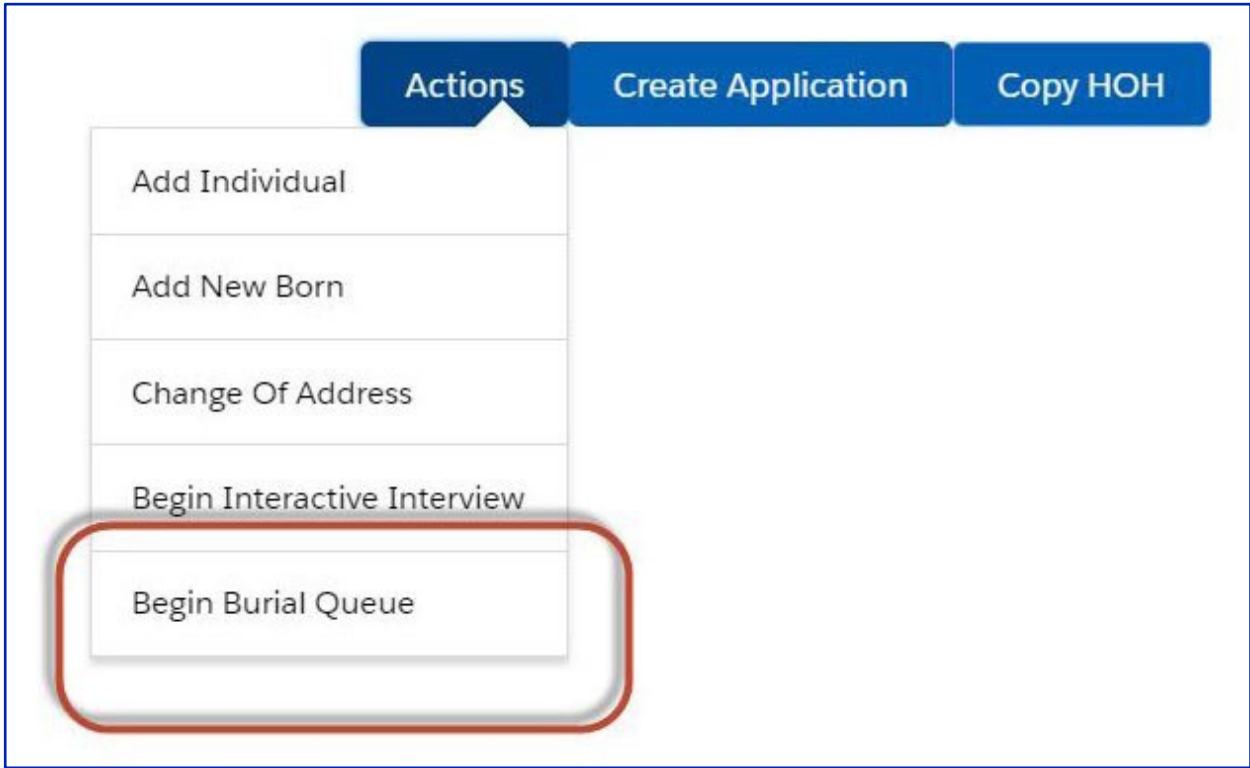 Actions Create Application Copy HOH
Add Individual
Add New Born
Change Of Address
Begin Interactive Interview
Begin Burial Queue